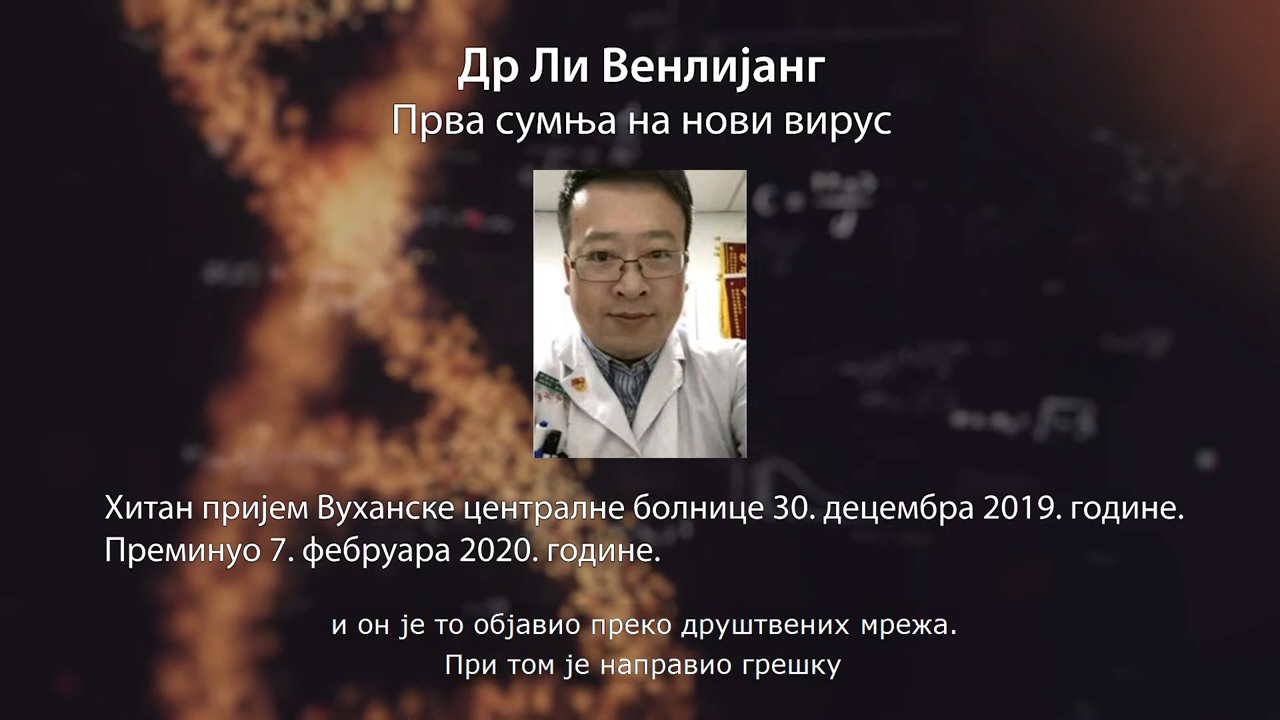 Др Ли Венлијанг
Прва сумња на нови вирус
Хитан пријем Вуханске централне болнице 30. децембра 2019. године.
Преминуо 7. фебруара 2020. године.
и он је то објавио преко друштвених мрежа.
При том је направио грешку